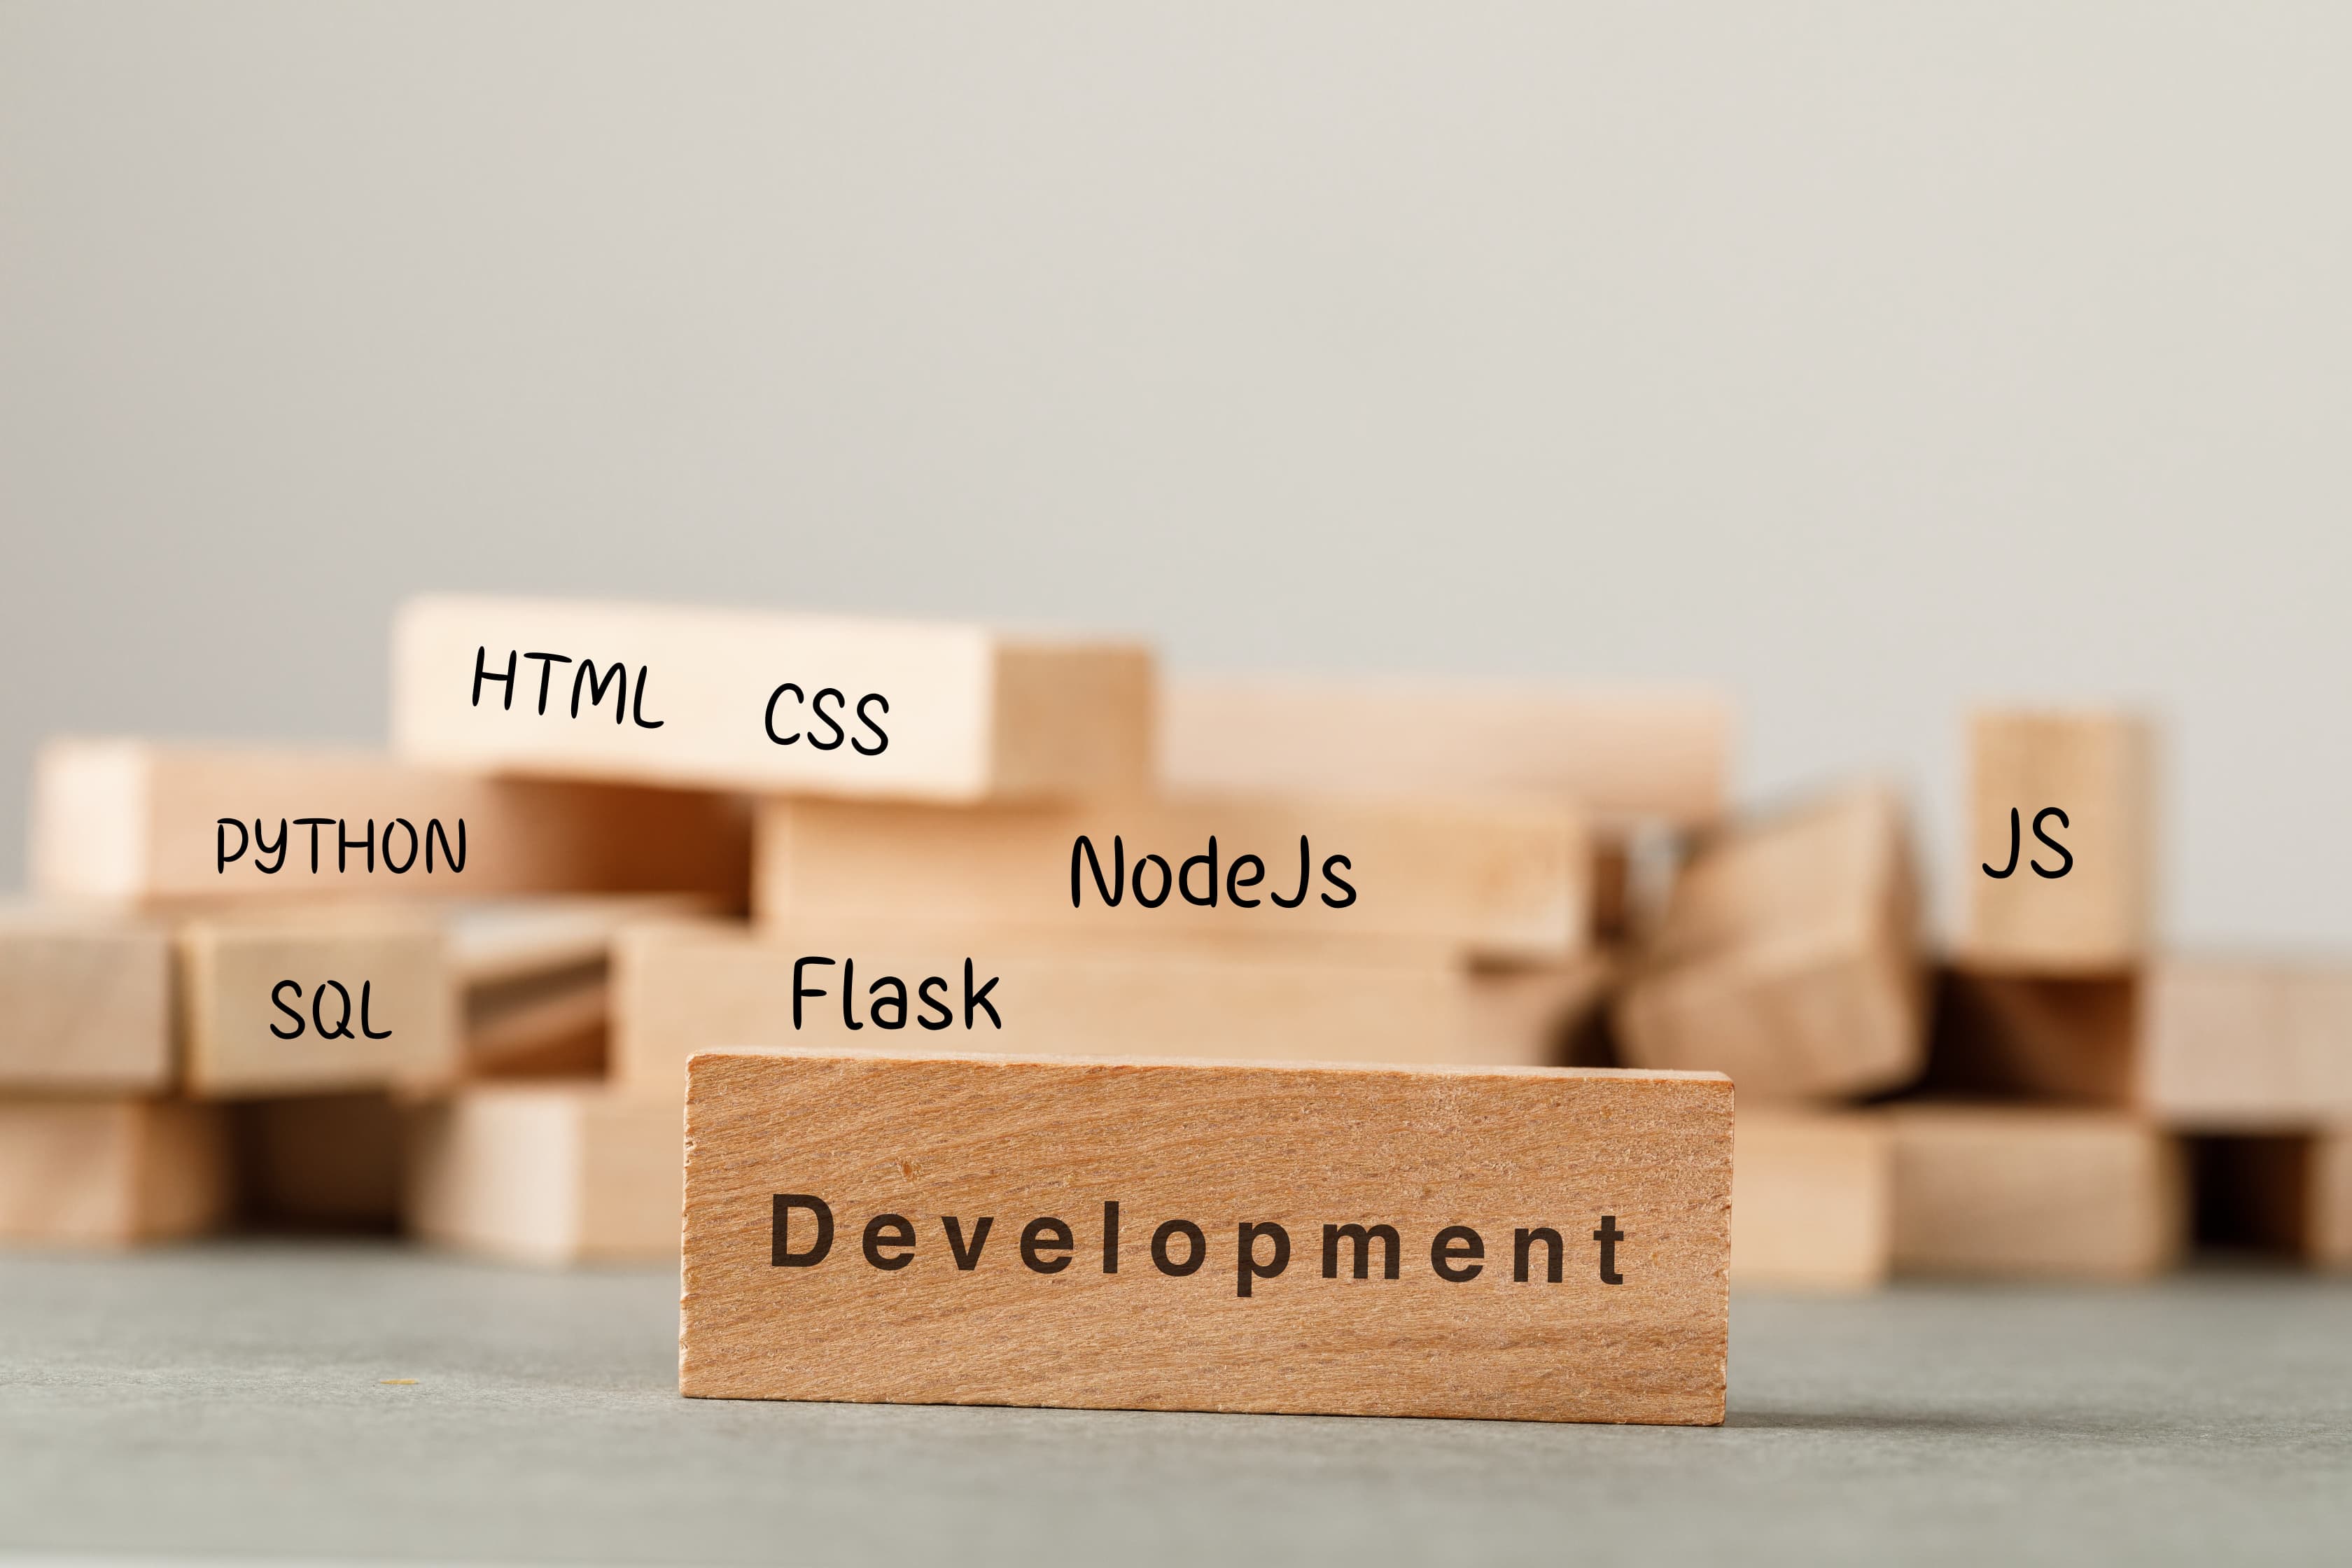 HTML CSS
PYTHON
NodeJs
JS
Flask
SQL
Development